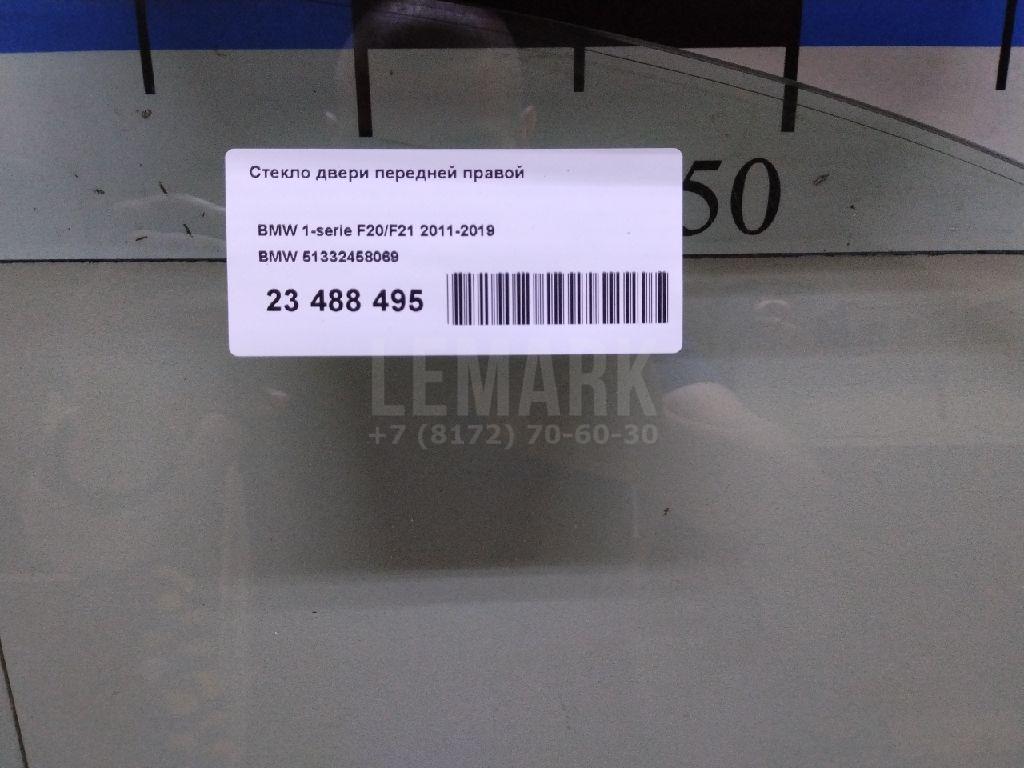 Стекло двери передней правой
50
BMW 1-serie F20/F21 2011-2019
BMW 51332458069
23 488 495
LEMARK
+7 (8172) 70-60-30